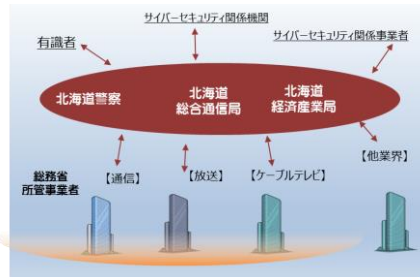 サイバーセキュリティ関係機関
有識者
サイバーセキュリティ関係事業者
北海道警察
北海道
総合通信局
北海道
経済産業局
総務省
所管事業者
【通信】
【放送】
【ケーブルテレビ】
【他業界】